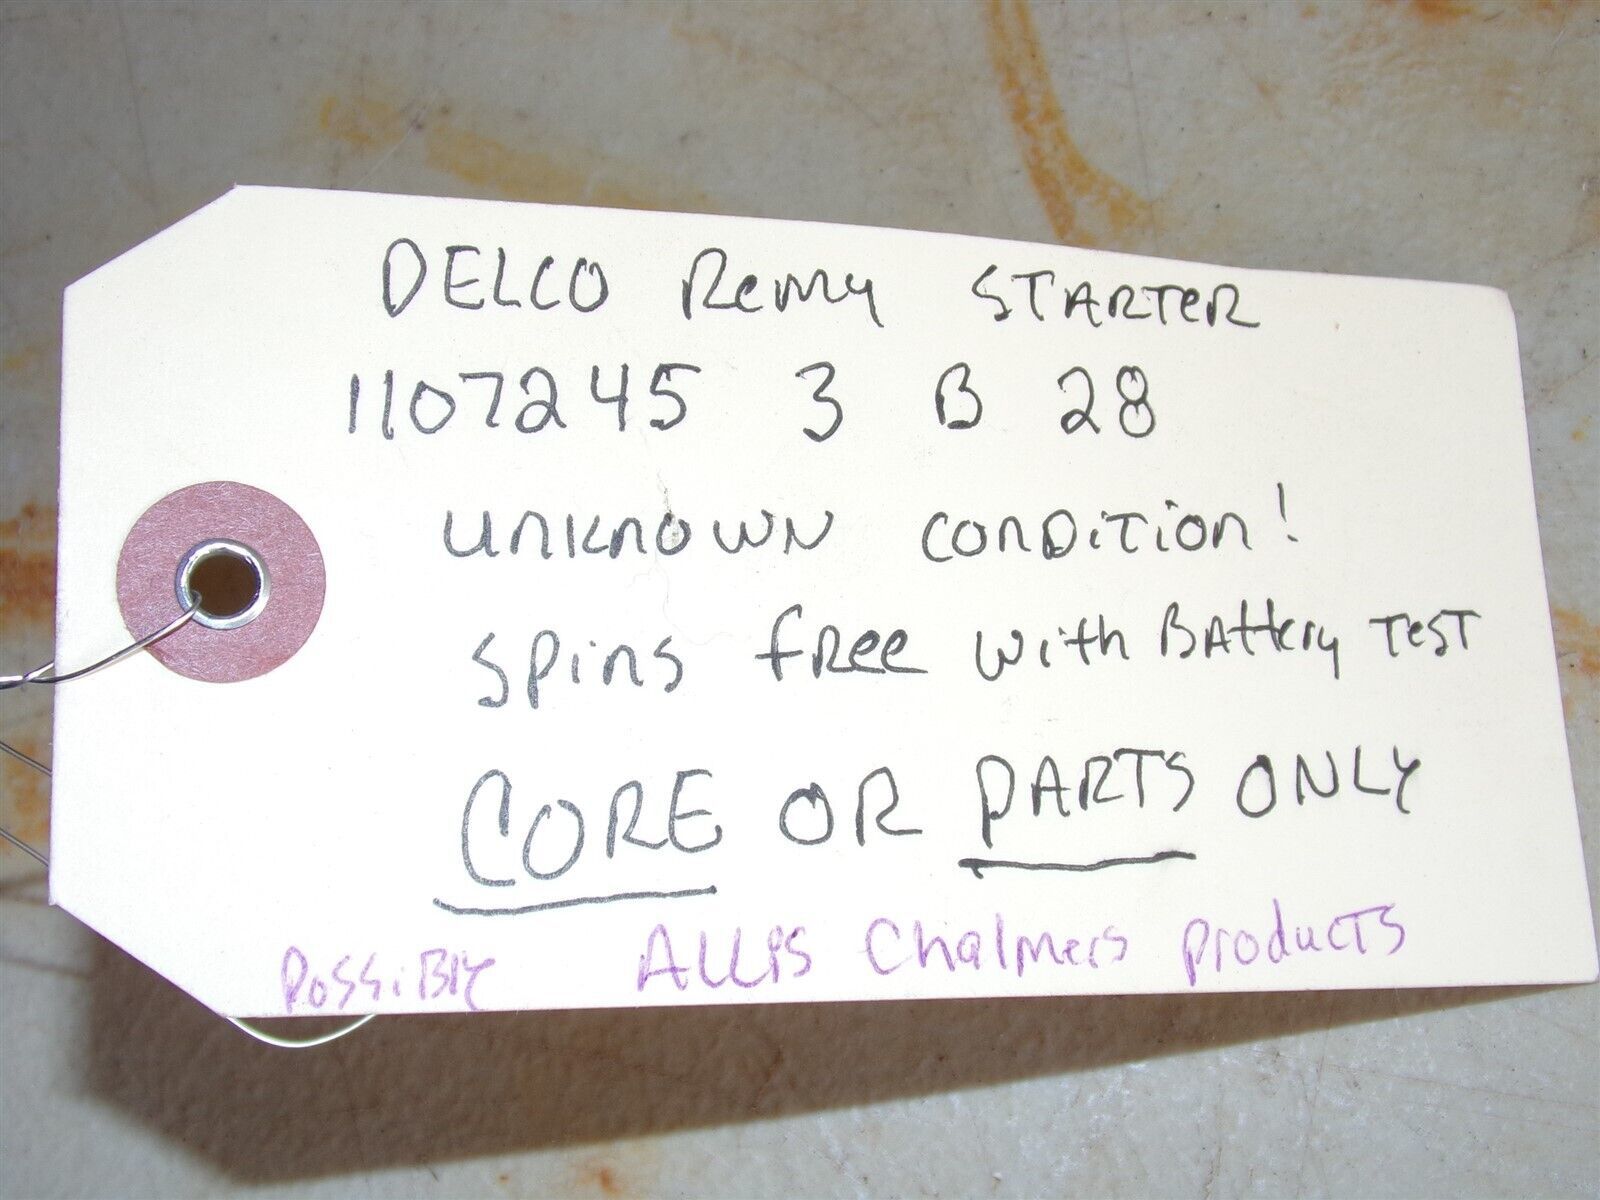 DELCO Remy STARTER
1107245 3 B 28
UNKNOWN CONDITION!
SPINS FREE WITH BATTERY TEST
CORE OR PARTS ONLY
POSSiBLE ALLIS Chalmers Products